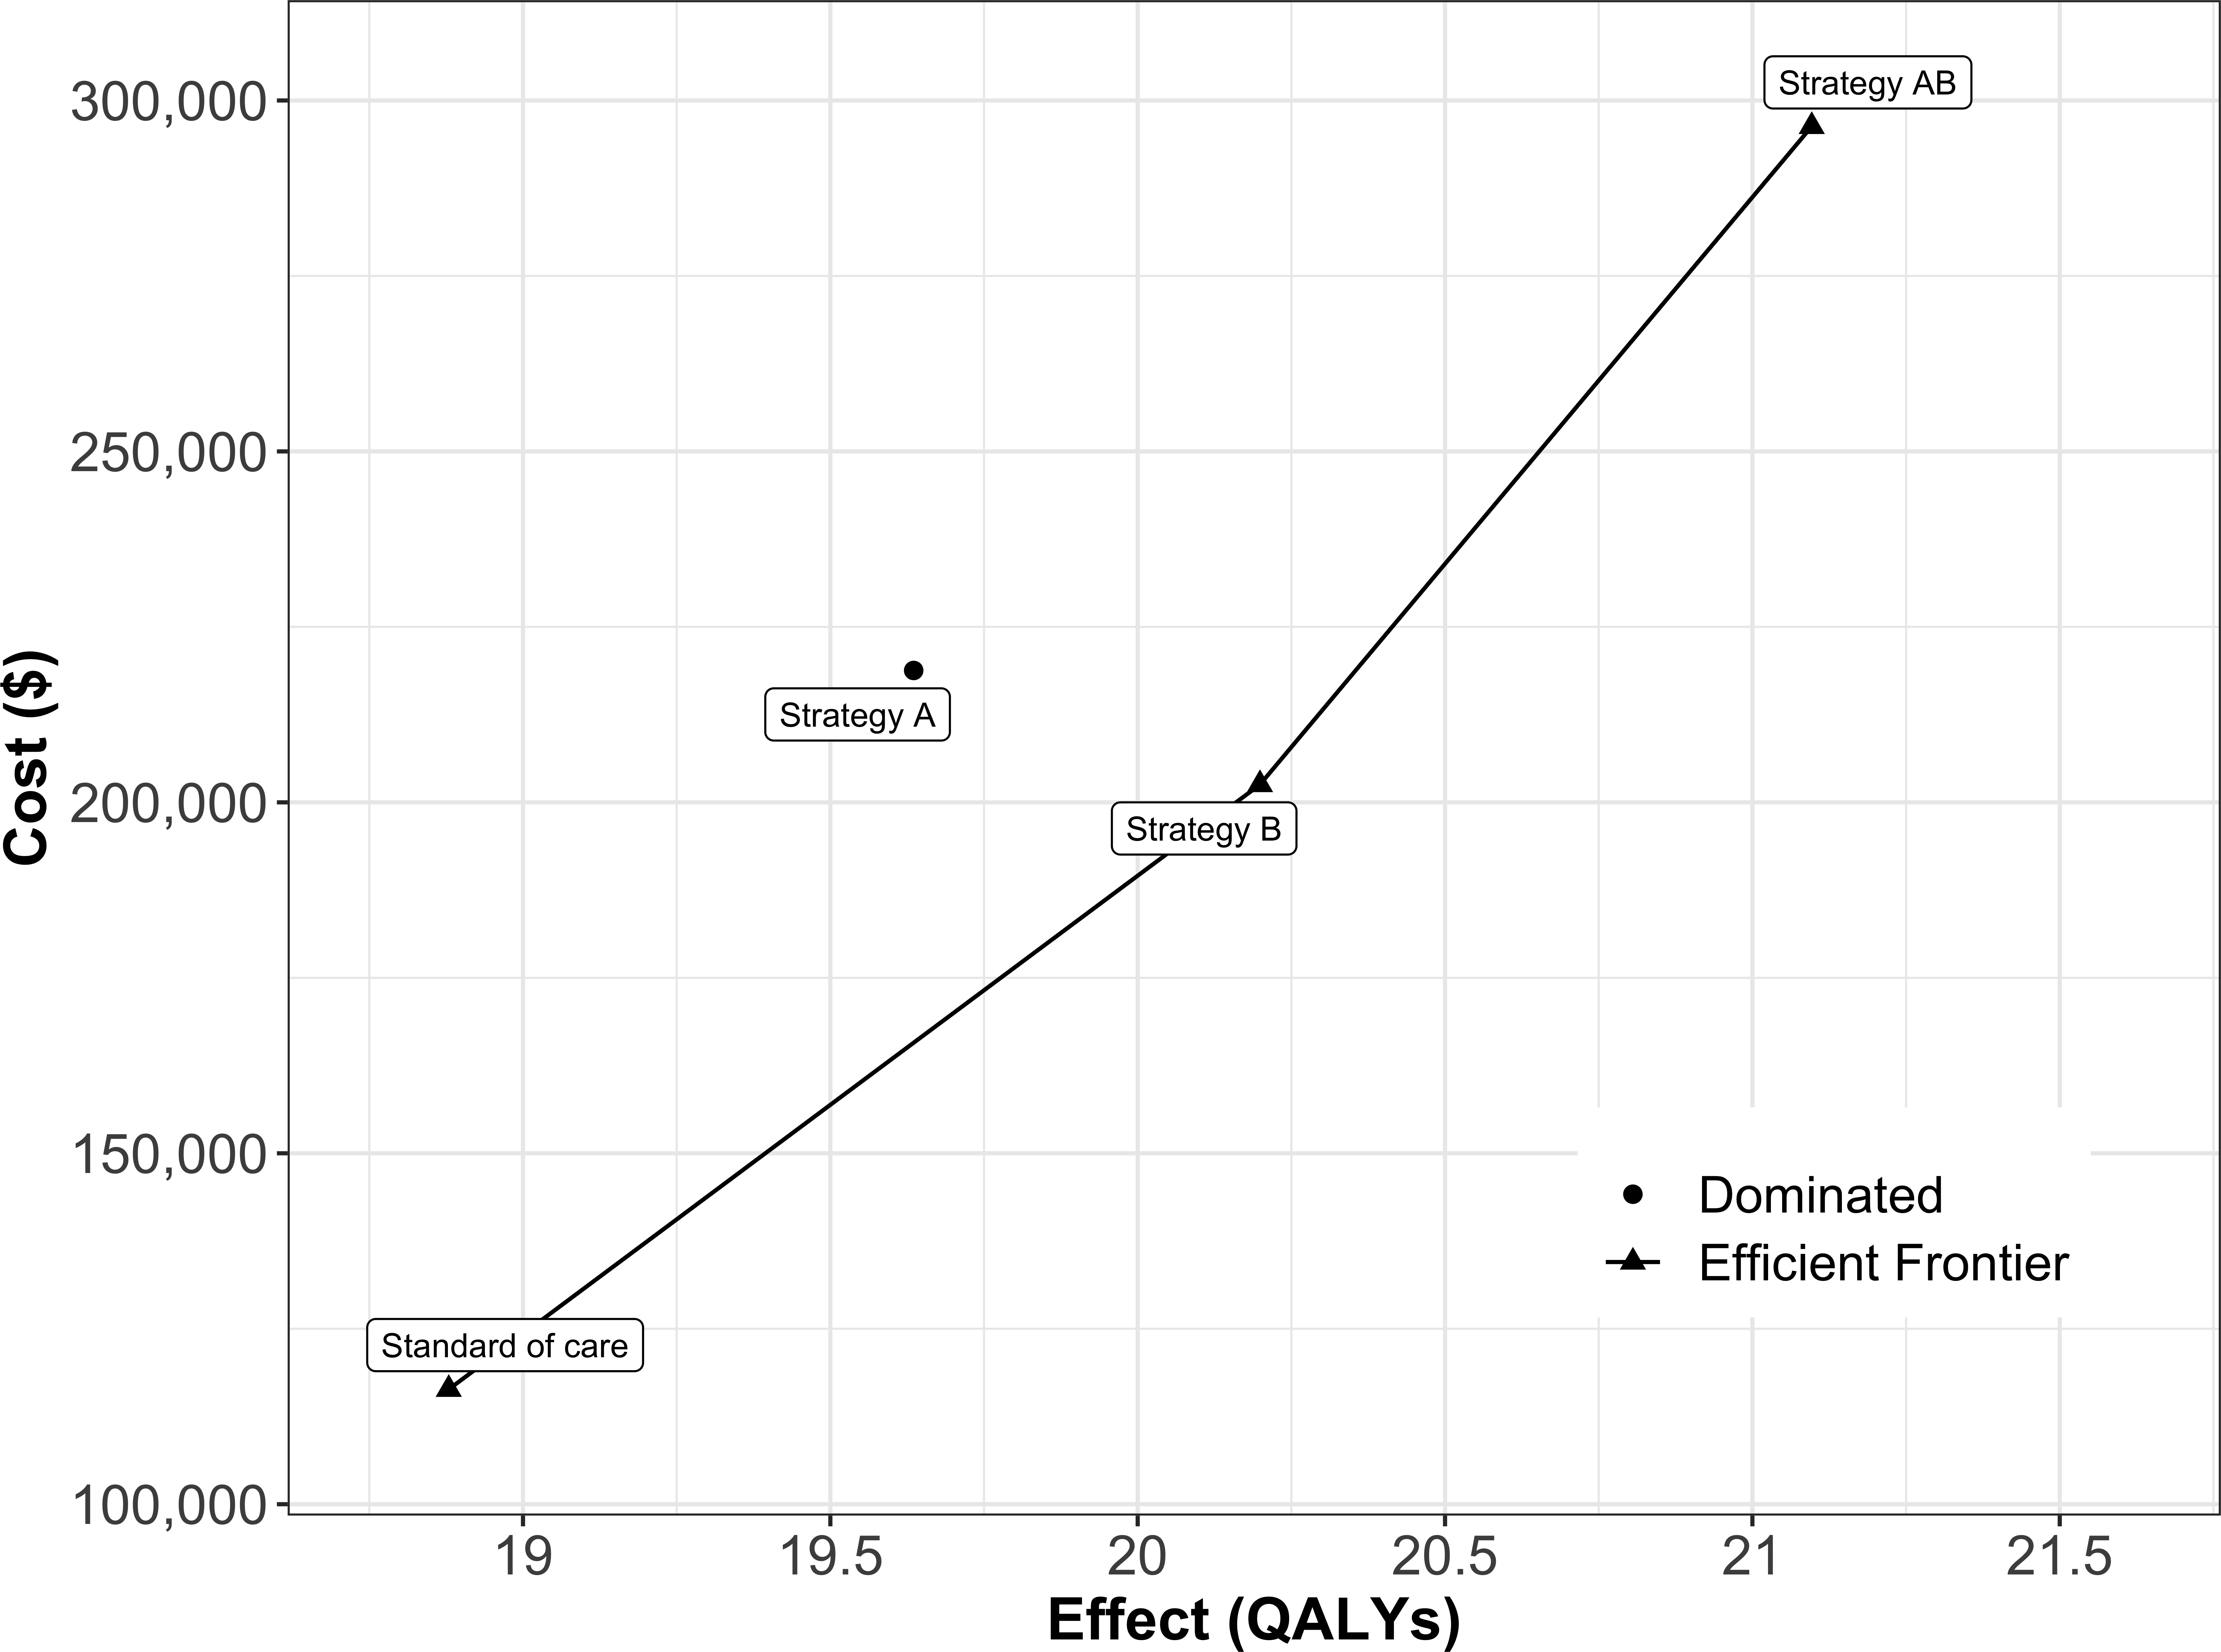 300,000
250,000
200,000
150,000
100,000
Cost ($)
Strategy AB
Strategy A
Strategy B
Standard of care
Dominated
Efficient Frontier
19
19.5
20
20.5
21
21.5
Effect (QALYs)